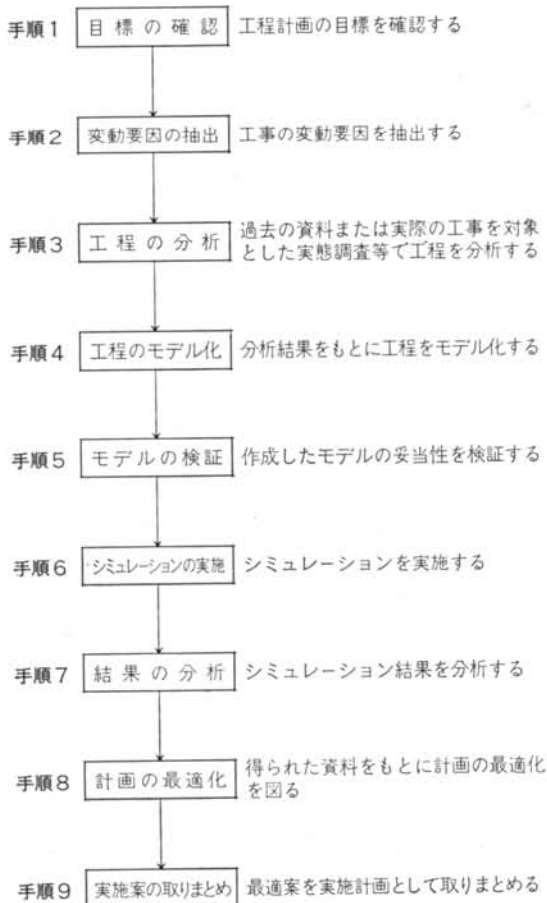 手順1 目標の確認 工程計画の目標を確認する
手順2 変動要因の抽出 工事の変動要因を抽出する
手順3 工程の分析 過去の資料または実際の工事を対象
とした実態調査等で工程を分析する
手順4 工程のモデル化 分析結果をもとに工程をモデル化する
手順5 モデルの検証 作成したモデルの妥当性を検証する
手順6 シミュレーションの実施 シミュレーションを実施する
手順7 結果の分析 シミュレーション結果を分析する
手順8 計画の最適化 得られた資料をもとに計画の最適化
を図る
手順9 実施案の取りまとめ 最適案を実施計画として取りまとめる